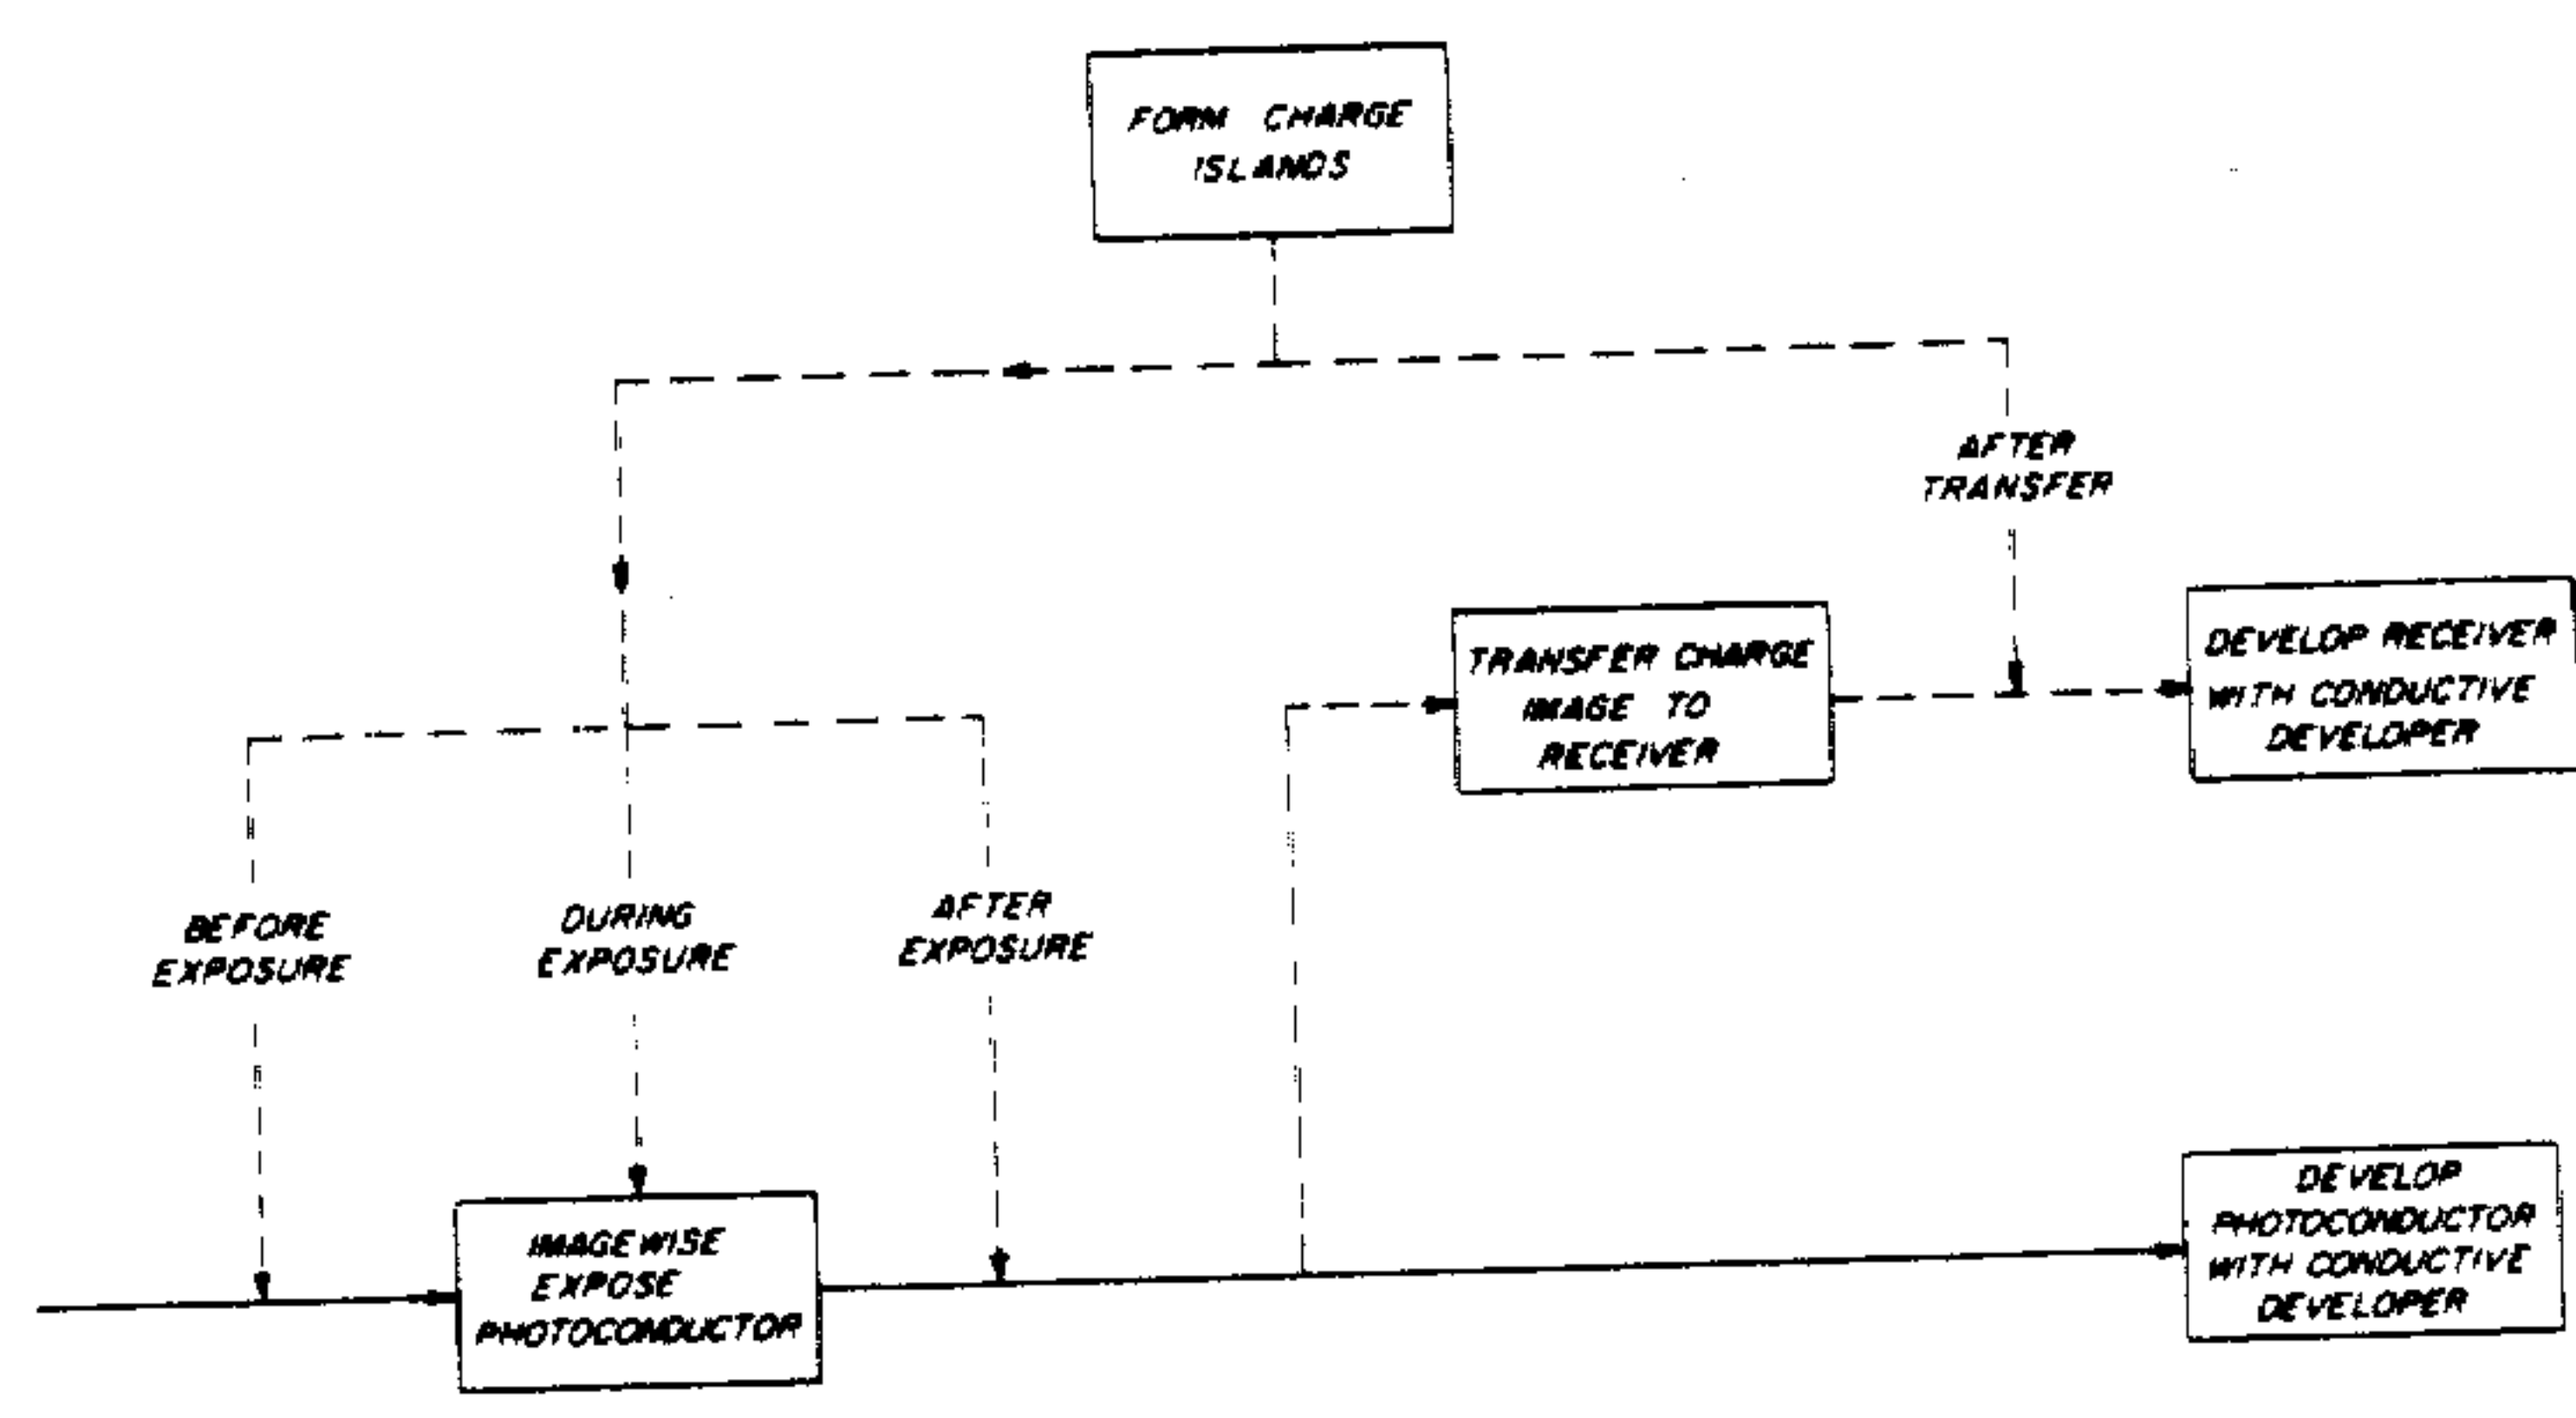 FORM CHARGE
ISLANDS
AFTER
TRANSFER
TRANSFER CHARGE
IMAGE TO
RECEIVER
DEVELOP RECEIVER
WITH CONDUCTIVE
DEVELOPER
BEFORE
EXPOSURE
DURING
EXPOSURE
AFTER
EXPOSURE
IMAGEWISE
EXPOSE
PHOTOCONDUCTOR
DEVELOP
PHOTOCONDUCTOR
WITH CONDUCTIVE
DEVELOPER